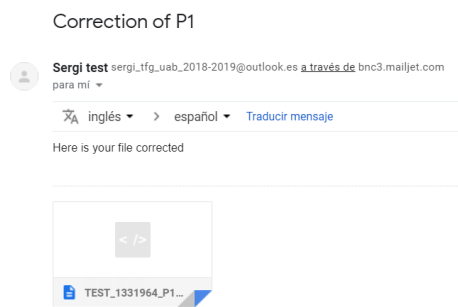 Correction of P1
Sergi test sergi_tfg_uab_2018-2019@outlook.es a través de bnc3.mailjet.com
para mí
inglés > español Traducir mensaje
Here is your file corrected
</>
TEST_1331964_P1...